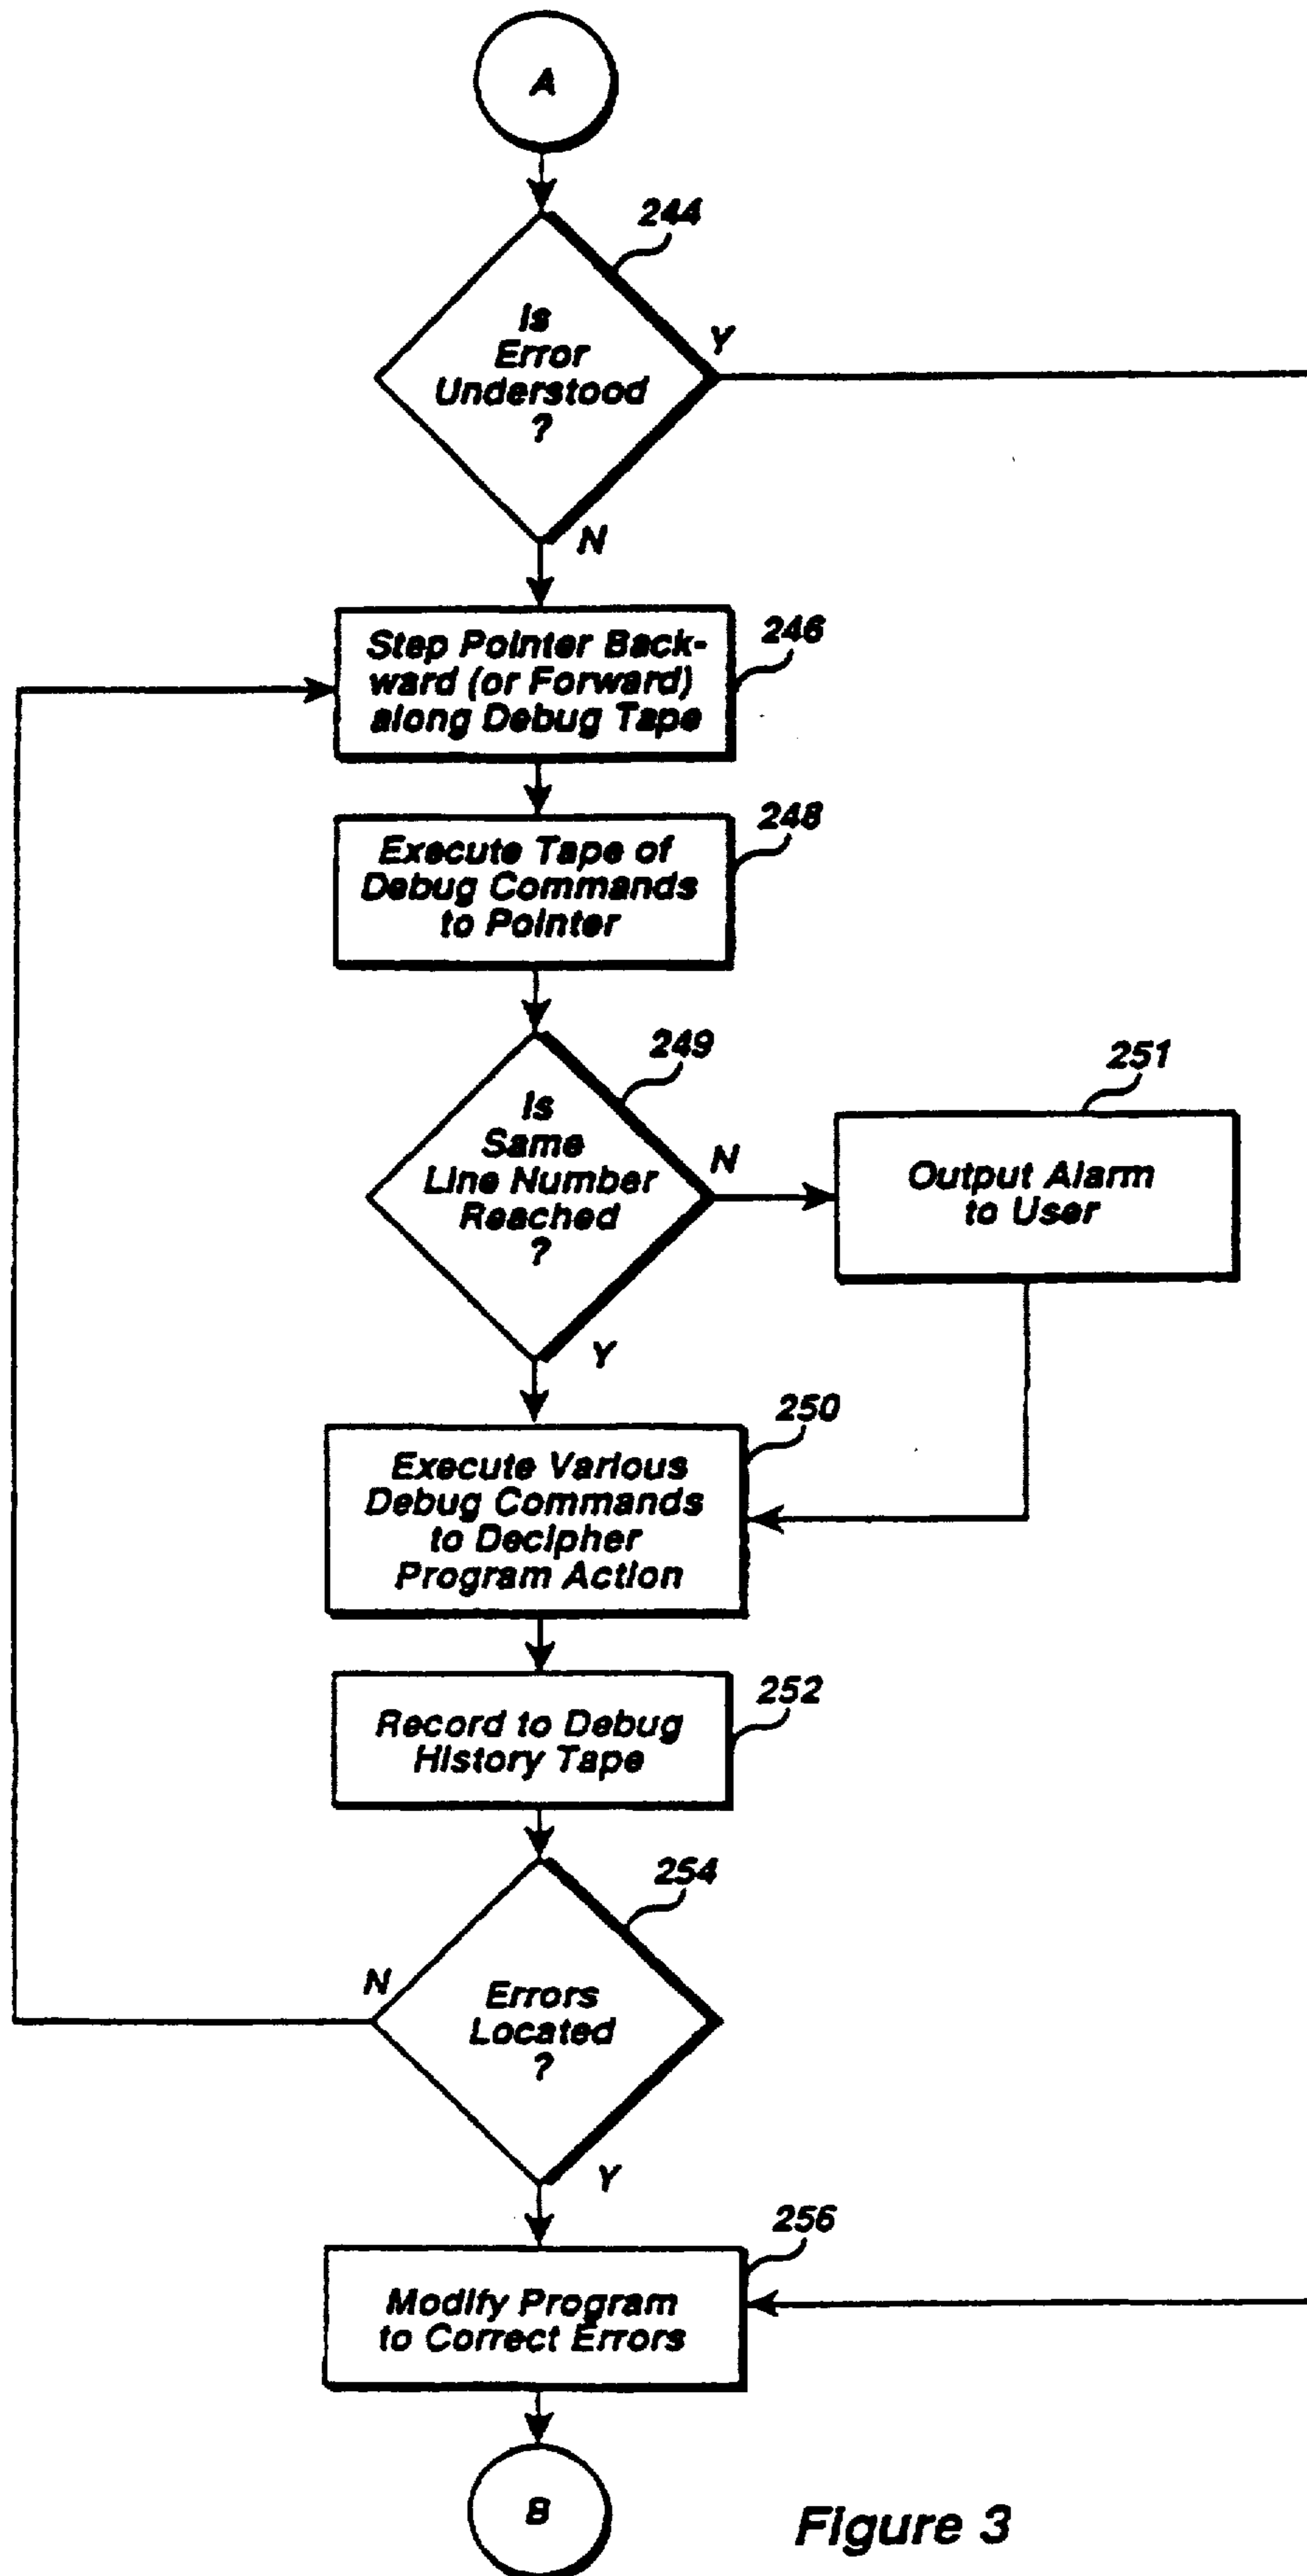 A
244
Is
Error
Understood
?
Y
N
246
Step Pointer Back-
ward (or Forward)
along Debug Tape
248
Execute Tape of
Debug Commands
to Pointer
249
Is
Same
Line Number
Reached
?
N
Y
251
Output Alarm
to User
250
Execute Various
Debug Commands
to Decipher
Program Action
252
Record to Debug
History Tape
254
Errors
Located
?
N
Y
256
Modify Program
to Correct Errors
B
Figure 3